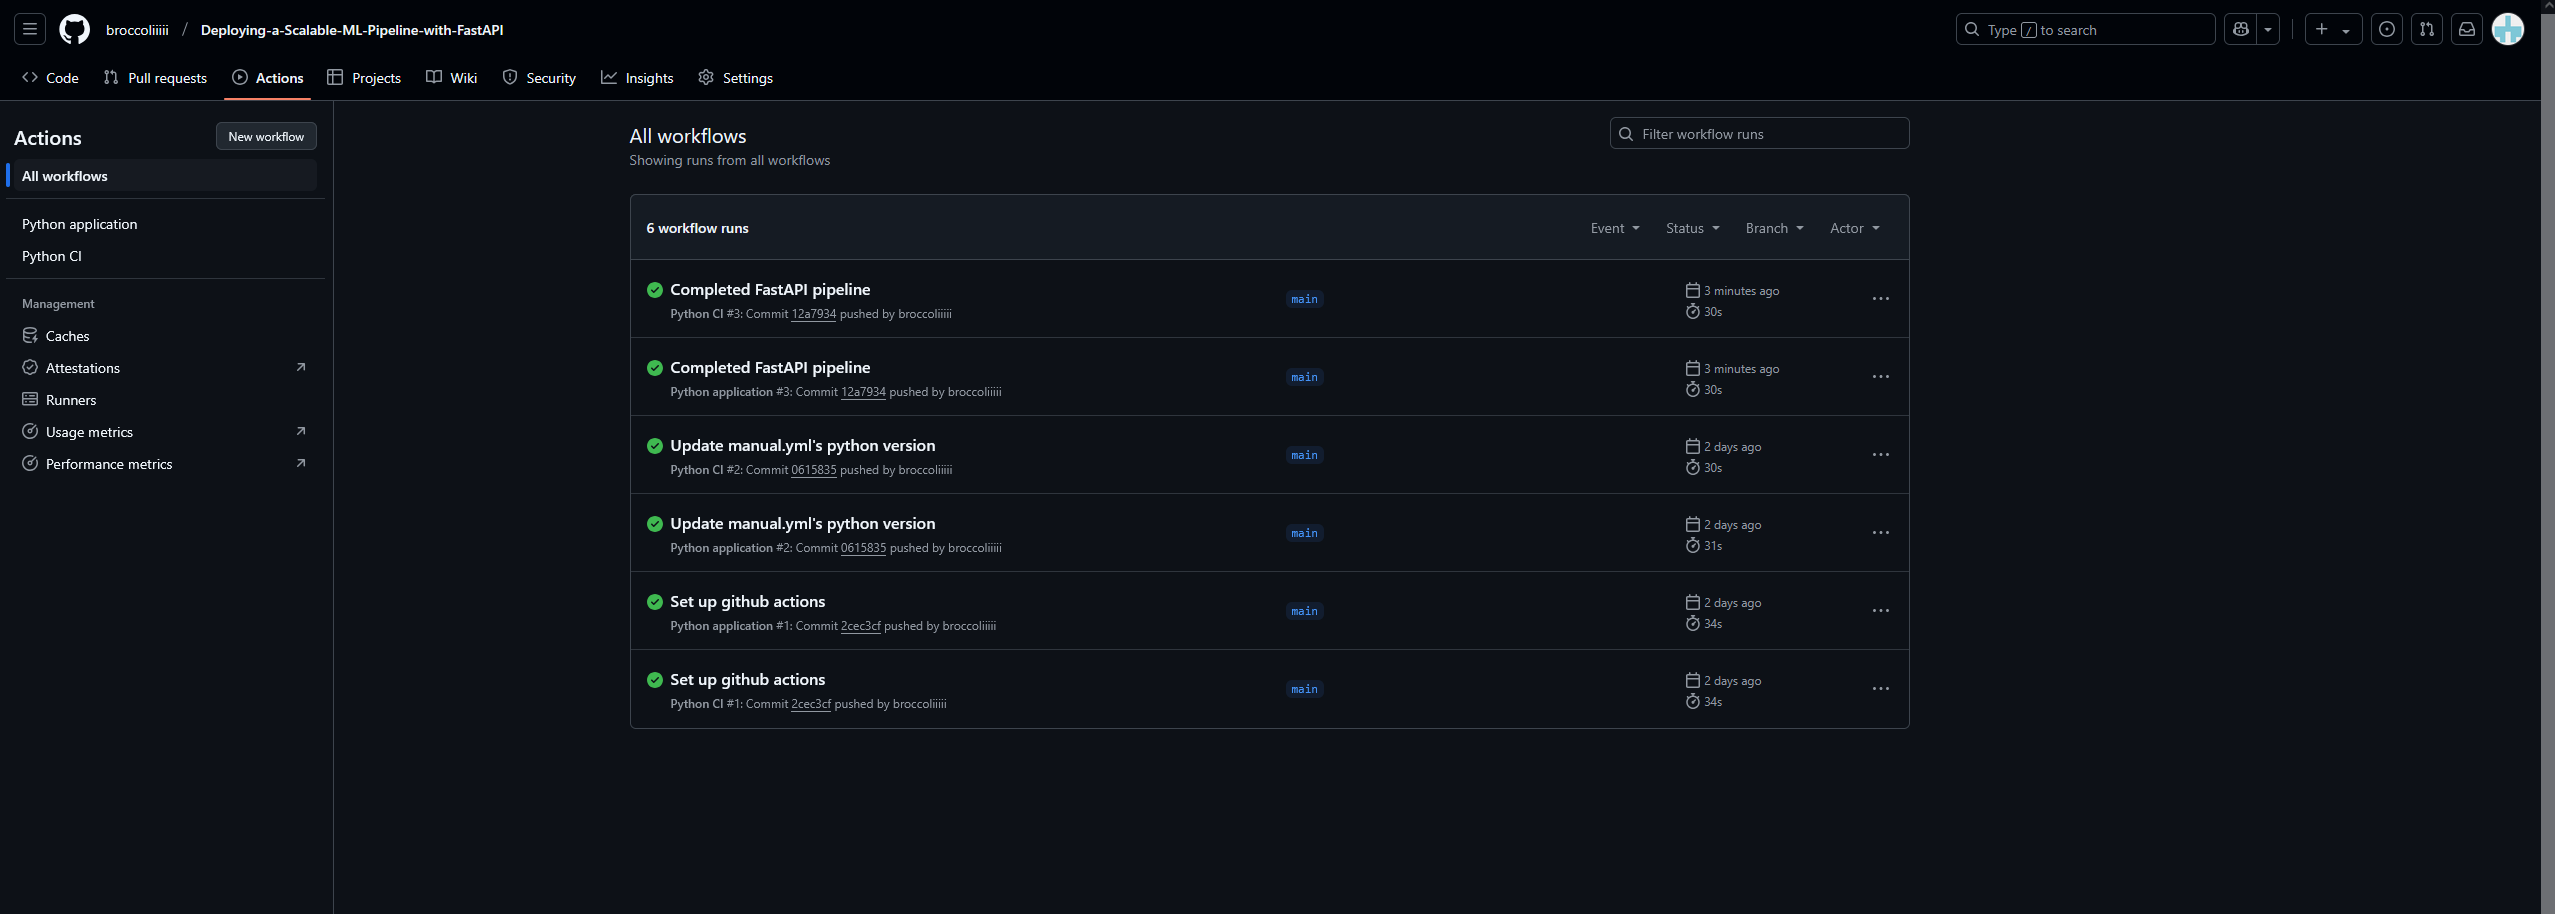 broccoliiiii / Deploying-a-Scalable-ML-Pipeline-with-FastAPI
Type / to search
Code Pull requests Actions Projects Wiki Security Insights Settings
Actions
New workflow
All workflows
Python application
Python CI
Management
Caches
Attestations
Runners
Usage metrics
Performance metrics
All workflows
Showing runs from all workflows
Filter workflow runs
6 workflow runs
Event Status Branch Actor
Completed FastAPI pipeline
Python CI #3: Commit 12a7934 pushed by broccoliiiii
main
3 minutes ago
30s
Completed FastAPI pipeline
Python application #3: Commit 12a7934 pushed by broccoliiiii
main
3 minutes ago
30s
Update manual.yml's python version
Python CI #2: Commit 0615835 pushed by broccoliiiii
main
2 days ago
30s
Update manual.yml's python version
Python application #2: Commit 0615835 pushed by broccoliiiii
main
2 days ago
31s
Set up github actions
Python application #1: Commit 2cec3cf pushed by broccoliiiii
main
2 days ago
34s
Set up github actions
Python CI #1: Commit 2cec3cf pushed by broccoliiiii
main
2 days ago
34s